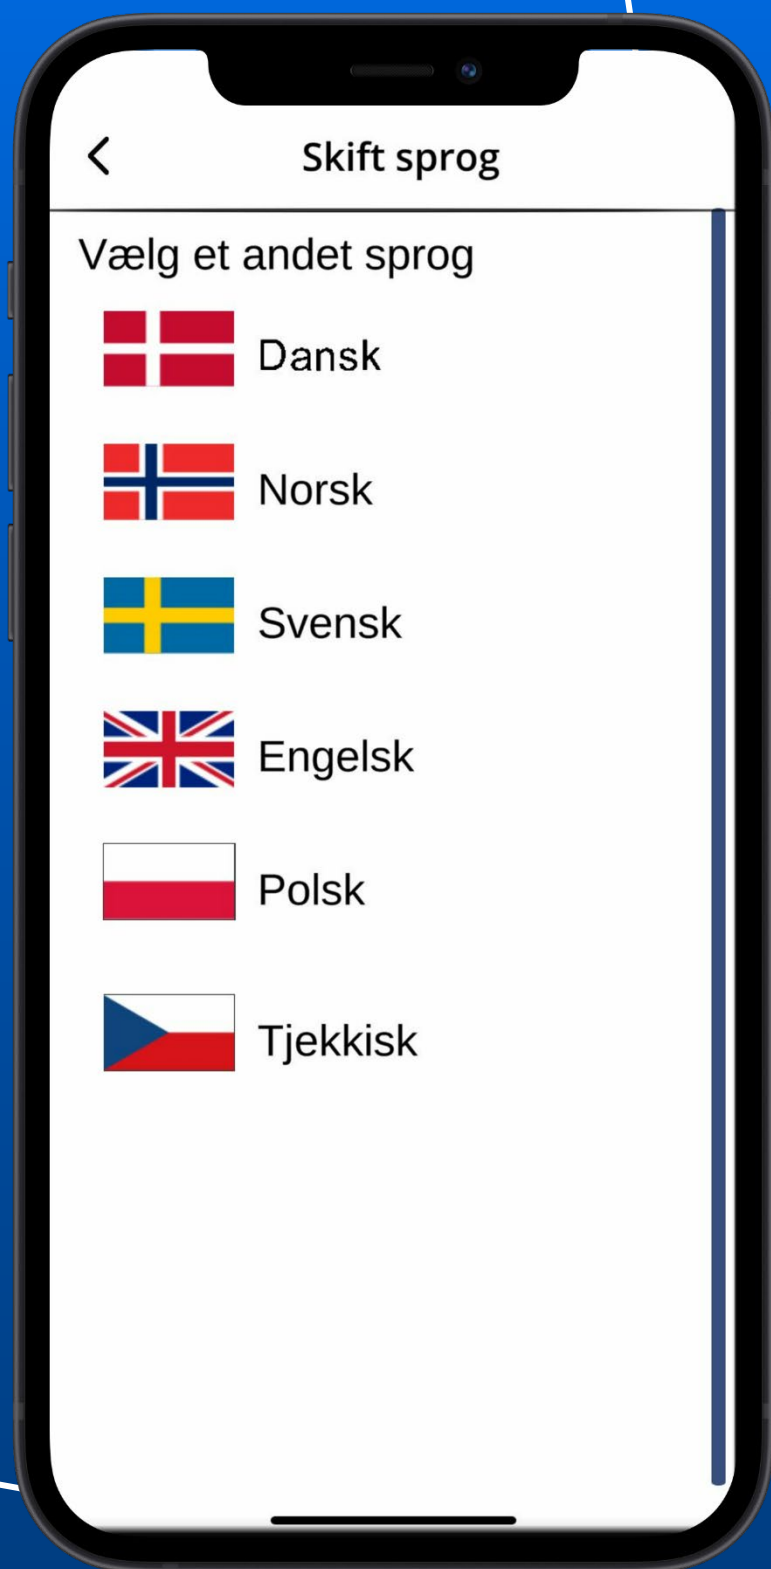 Skift sprog
Vælg et andet sprog
Dansk
Norsk
Svensk
Engelsk
Polsk
Tjekkisk